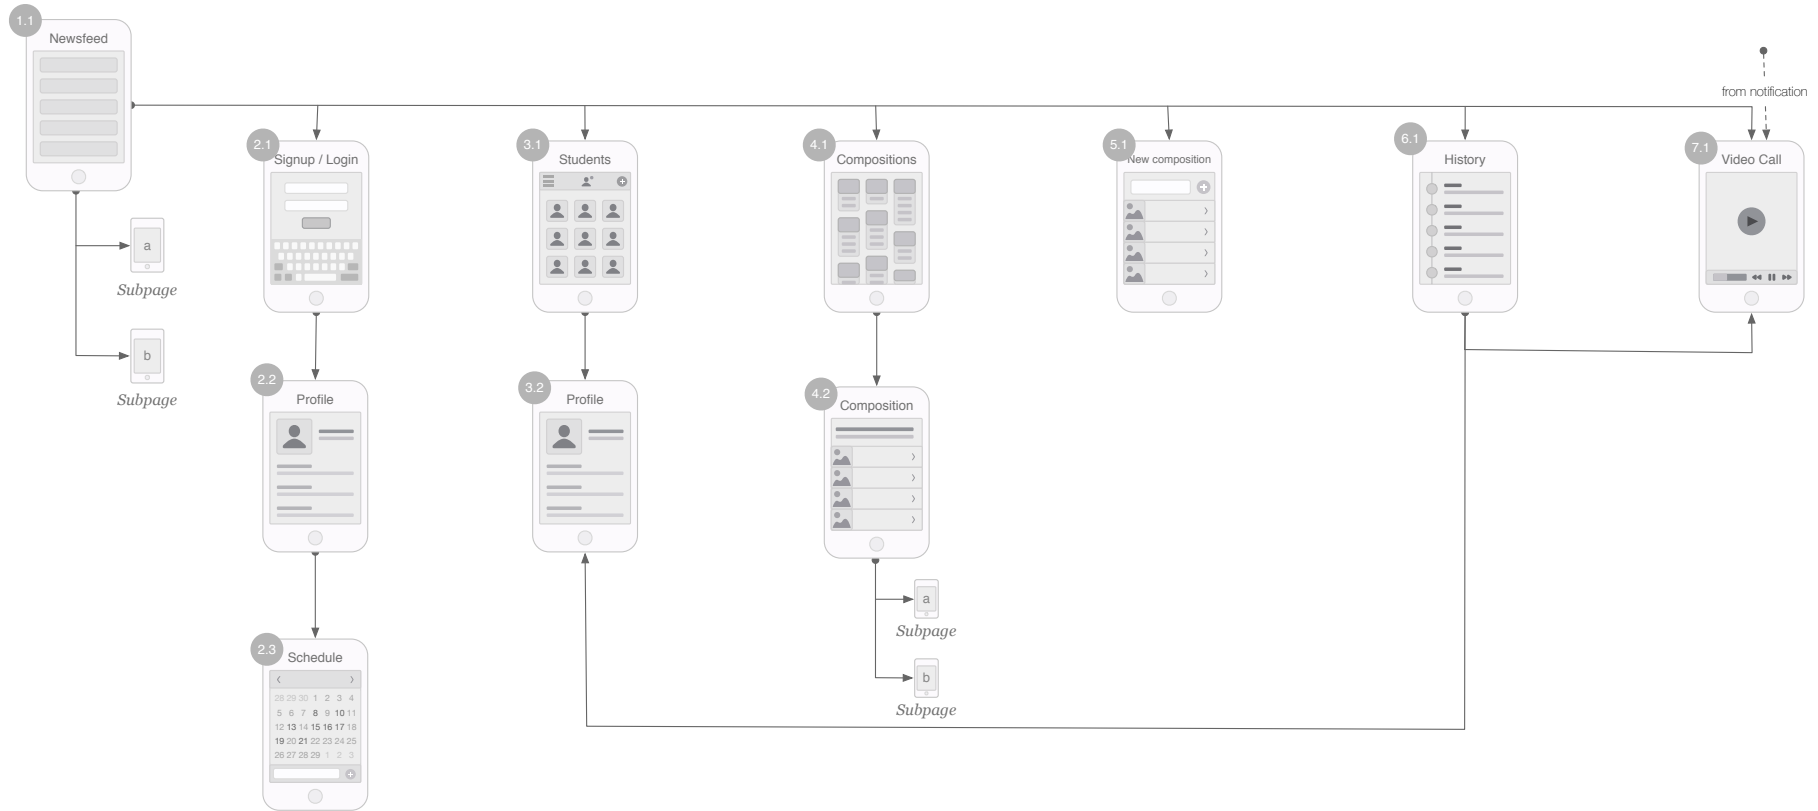 1.1
Newsfeed
from notification
2.1
Signup / Login
3.1
Students
4.1
Compositions
5.1
New composition
6.1
History
7.1
Video Call
a
Subpage
b
Subpage
2.2
Profile
3.2
Profile
4.2
Composition
a
Subpage
b
Subpage
2.3
Schedule
28 29 30 1 2 3 4
5 6 7 8 9 10 11
12 13 14 15 16 17 18
19 20 21 22 23 24 25
26 27 28 29 1 2 3